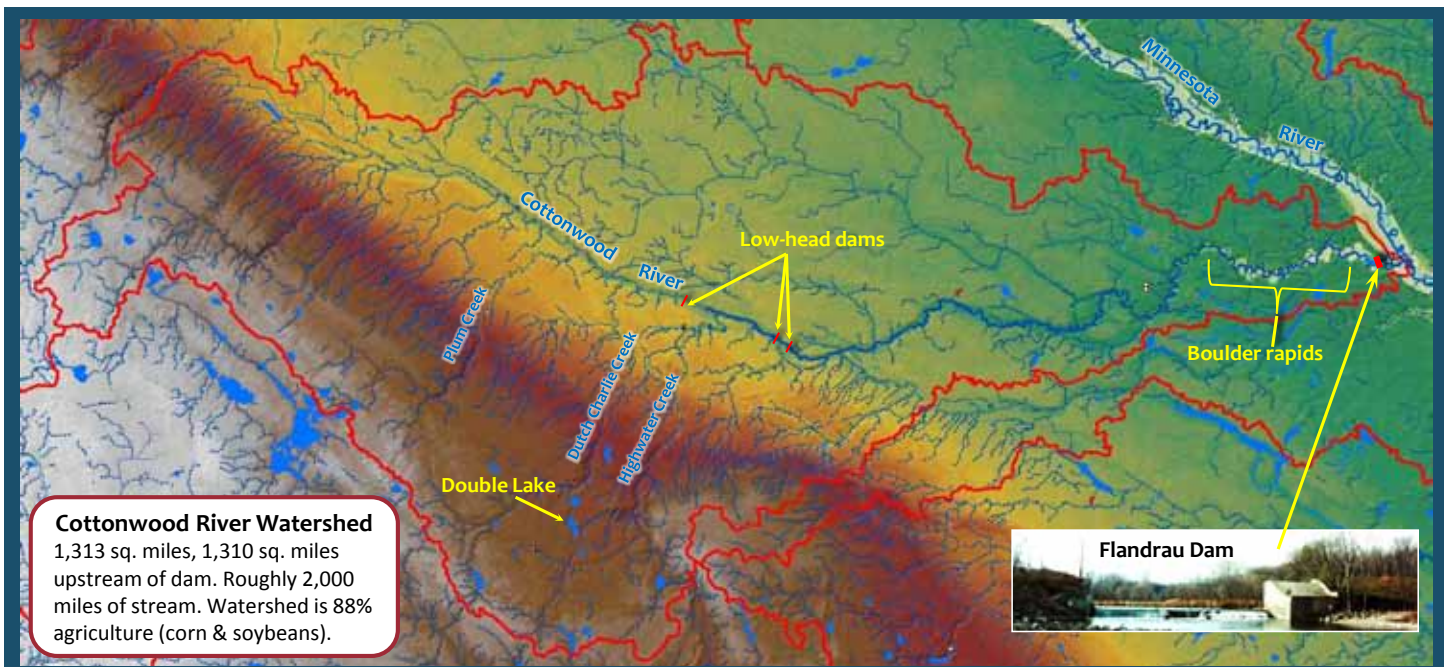 Minnesota
River
Cottonwood
River
Low-head dams
Plum Creek
Boulder rapids
Dutch Charlie Creek
Highwater Creek
Double Lake
Cottonwood River Watershed
1,313 sq. miles, 1,310 sq. miles
upstream of dam. Roughly 2,000
miles of stream. Watershed is 88%
agriculture (corn & soybeans).
Flandrau Dam